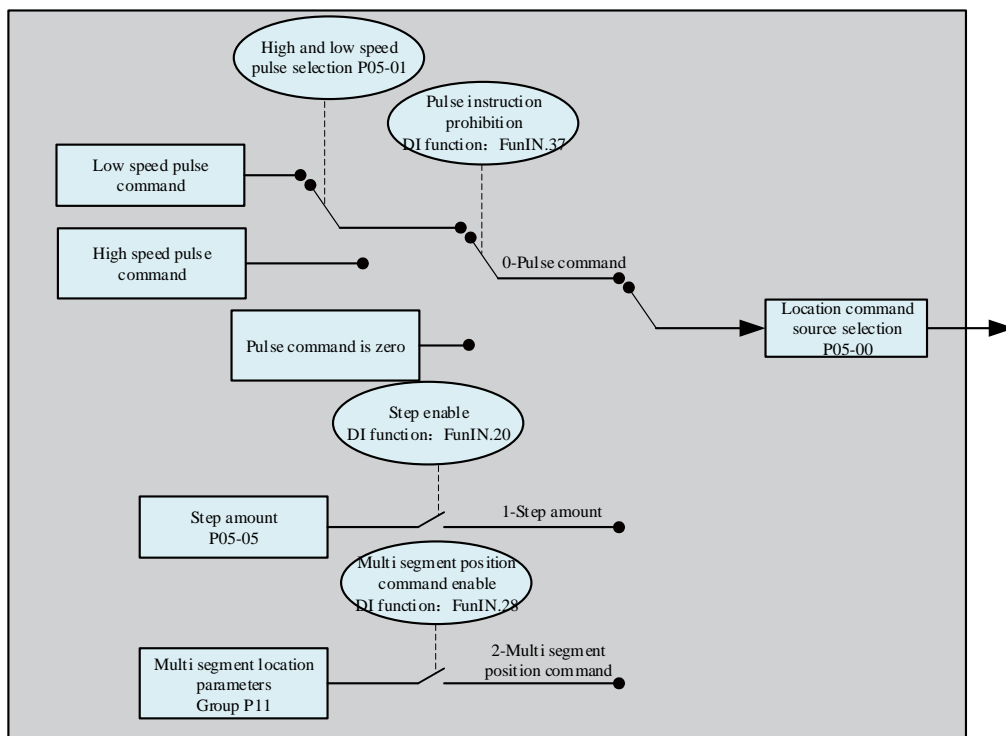 High and low speed
pulse selection P05-01
Pulse instruction
prohibition
DI function：FunIN.37
Low speed pulse
command
High speed pulse
command
0-Pulse command
Location command
source selection
P05-00
Pulse command is zero
Step enable
DI function：FunIN.20
Step amount
P05-05
1-Step amount
Multi segment position
command enable
DI function：FunIN.28
Multi segment location
parameters
Group P11
2-Multi segment
position command